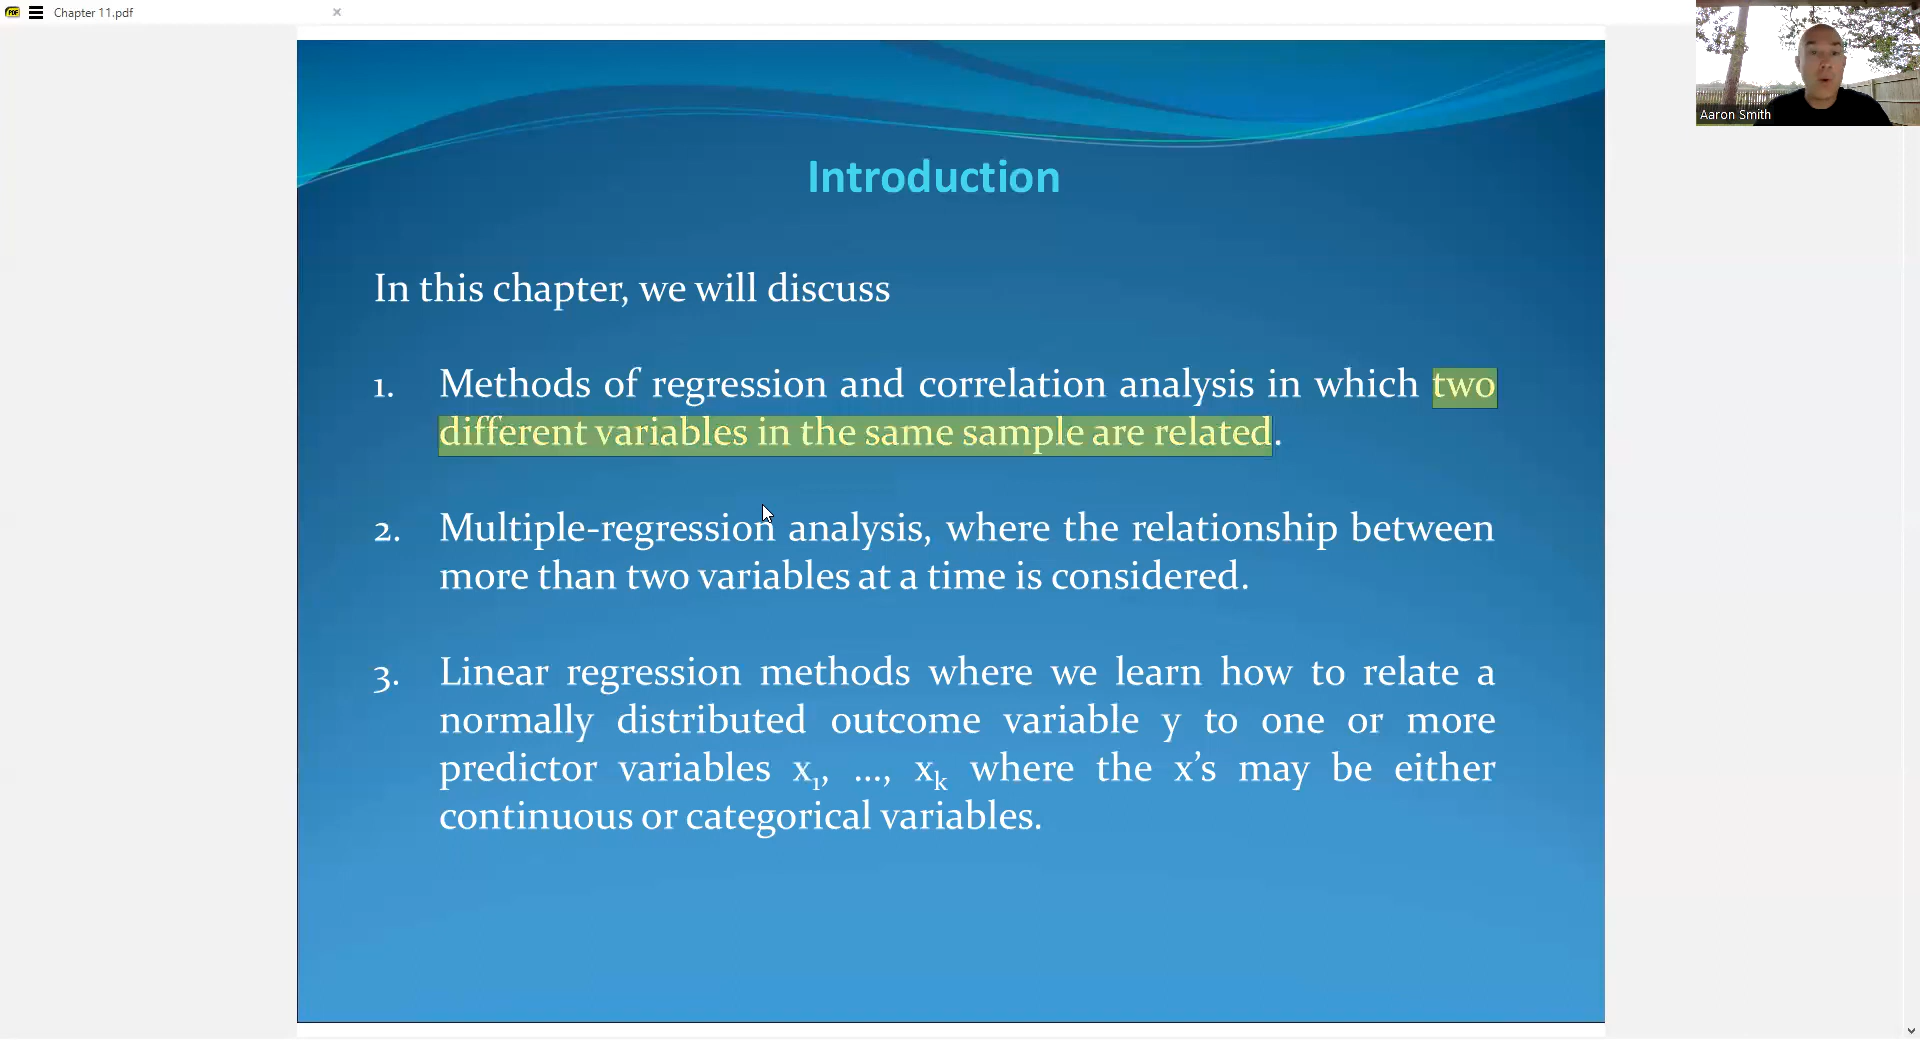 PDF
Chapter 11.pdf
Aaron Smith
Introduction
In this chapter, we will discuss
1. Methods of regression and correlation analysis in which two
different variables in the same sample are related.
2. Multiple-regression analysis, where the relationship between
more than two variables at a time is considered.
3. Linear regression methods where we learn how to relate a
normally distributed outcome variable y to one or more
predictor variables x₁, ..., xₖ where the x’s may be either
continuous or categorical variables.